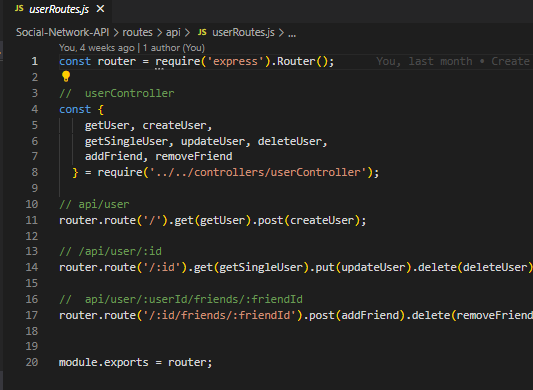 JS userRoutes.js
Social-Network-API > routes > api > JS userRoutes.js > ...
You, 4 weeks ago | 1 author (You)
1 const router = require('express').Router(); You, last month • Create
2
3 //  userController
4 const {
5     getUser, createUser,
6     getSingleUser, updateUser, deleteUser,
7     addFriend, removeFriend
8   } = require('../../controllers/userController');
9
10 // api/user
11 router.route('/').get(getUser).post(createUser);
12
13 // /api/user/:id
14 router.route('/:id').get(getSingleUser).put(updateUser).delete(deleteUser)
15
16 //  api/user/:userId/friends/:friendId
17 router.route('/:id/friends/:friendId').post(addFriend).delete(removeFriend
18
19
20 module.exports = router;